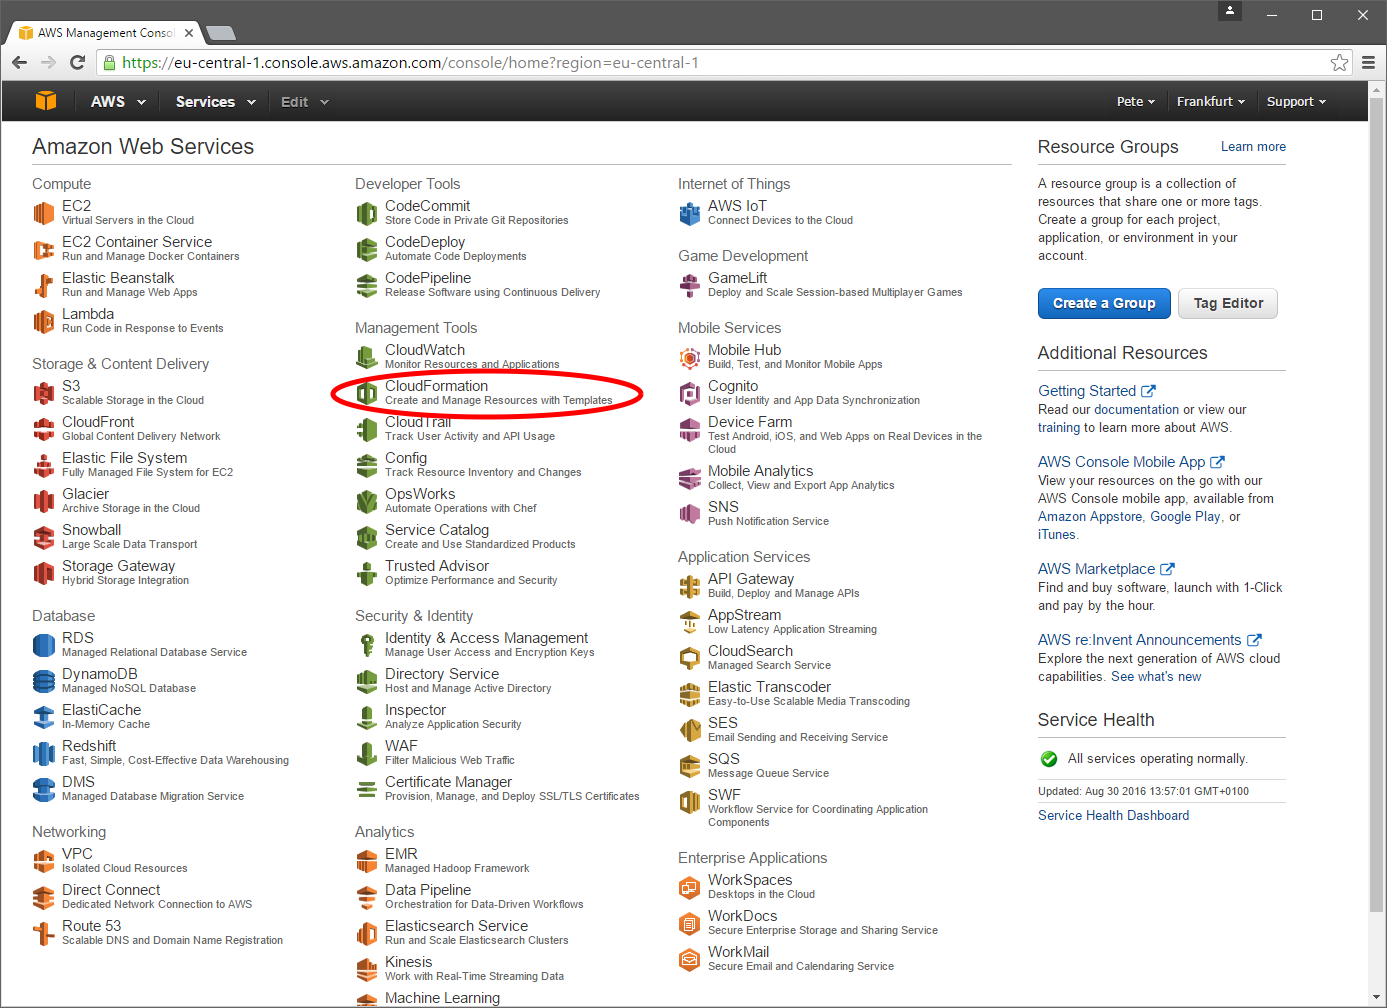 AWS Management Consol
https://eu-central-1.console.aws.amazon.com/console/home?region=eu-central-1
AWS Services Edit Pete Frankfurt Support
Amazon Web Services
Compute
EC2
Virtual Servers in the Cloud
EC2 Container Service
Run and Manage Docker Containers
Elastic Beanstalk
Run and Manage Web Apps
Lambda
Run Code in Response to Events
Storage & Content Delivery
S3
Scalable Storage in the Cloud
CloudFront
Global Content Delivery Network
Elastic File System
Fully Managed File System for EC2
Glacier
Archive Storage in the Cloud
Snowball
Large Scale Data Transport
Storage Gateway
Hybrid Storage Integration
Database
RDS
Managed Relational Database Service
DynamoDB
Managed NoSQL Database
ElastiCache
In-Memory Cache
Redshift
Fast, Simple, Cost-Effective Data Warehousing
DMS
Managed Database Migration Service
Networking
VPC
Isolated Cloud Resources
Direct Connect
Dedicated Network Connection to AWS
Route 53
Scalable DNS and Domain Name Registration
Developer Tools
CodeCommit
Store Code in Private Git Repositories
CodeDeploy
Automate Code Deployments
CodePipeline
Release Software using Continuous Delivery
Management Tools
CloudWatch
Monitor Resources and Applications
CloudFormation
Create and Manage Resources with Templates
CloudTrail
Track User Activity and API Usage
Config
Track Resource Inventory and Changes
OpsWorks
Automate Operations with Chef
Service Catalog
Create and Use Standardized Products
Trusted Advisor
Optimize Performance and Security
Security & Identity
Identity & Access Management
Manage User Access and Encryption Keys
Directory Service
Host and Manage Active Directory
Inspector
Analyze Application Security
WAF
Filter Malicious Web Traffic
Certificate Manager
Provision, Manage, and Deploy SSL/TLS Certificates
Analytics
EMR
Managed Hadoop Framework
Data Pipeline
Orchestration for Data-Driven Workflows
Elasticsearch Service
Run and Scale Elasticsearch Clusters
Kinesis
Work with Real-Time Streaming Data
Machine Learning
Internet of Things
AWS IoT
Connect Devices to the Cloud
Game Development
GameLift
Deploy and Scale Session-based Multiplayer Games
Mobile Services
Mobile Hub
Build, Test, and Monitor Mobile Apps
Cognito
User Identity and App Data Synchronization
Device Farm
Test Android, iOS, and Web Apps on Real Devices in the
Cloud
Mobile Analytics
Collect, View and Export App Analytics
SNS
Push Notification Service
Application Services
API Gateway
Build, Deploy and Manage APIs
AppStream
Low Latency Application Streaming
CloudSearch
Managed Search Service
Elastic Transcoder
Easy-to-Use Scalable Media Transcoding
SES
Email Sending and Receiving Service
SQS
Message Queue Service
SWF
Workflow Service for Coordinating Application
Components
Enterprise Applications
WorkSpaces
Desktops in the Cloud
WorkDocs
Secure Enterprise Storage and Sharing Service
WorkMail
Secure Email and Calendaring Service
Resource Groups Learn more
A resource group is a collection of
resources that share one or more tags.
Create a group for each project,
application, or environment in your
account.
Create a Group Tag Editor
Additional Resources
Getting Started
Read our documentation or view our
training to learn more about AWS.
AWS Console Mobile App
View your resources on the go with our
AWS Console mobile app, available from
Amazon Appstore, Google Play, or
iTunes.
AWS Marketplace
Find and buy software, launch with 1-Click
and pay by the hour.
AWS re:Invent Announcements
Explore the next generation of AWS cloud
capabilities. See what's new
Service Health
All services operating normally.
Updated: Aug 30 2016 13:57:01 GMT+0100
Service Health Dashboard